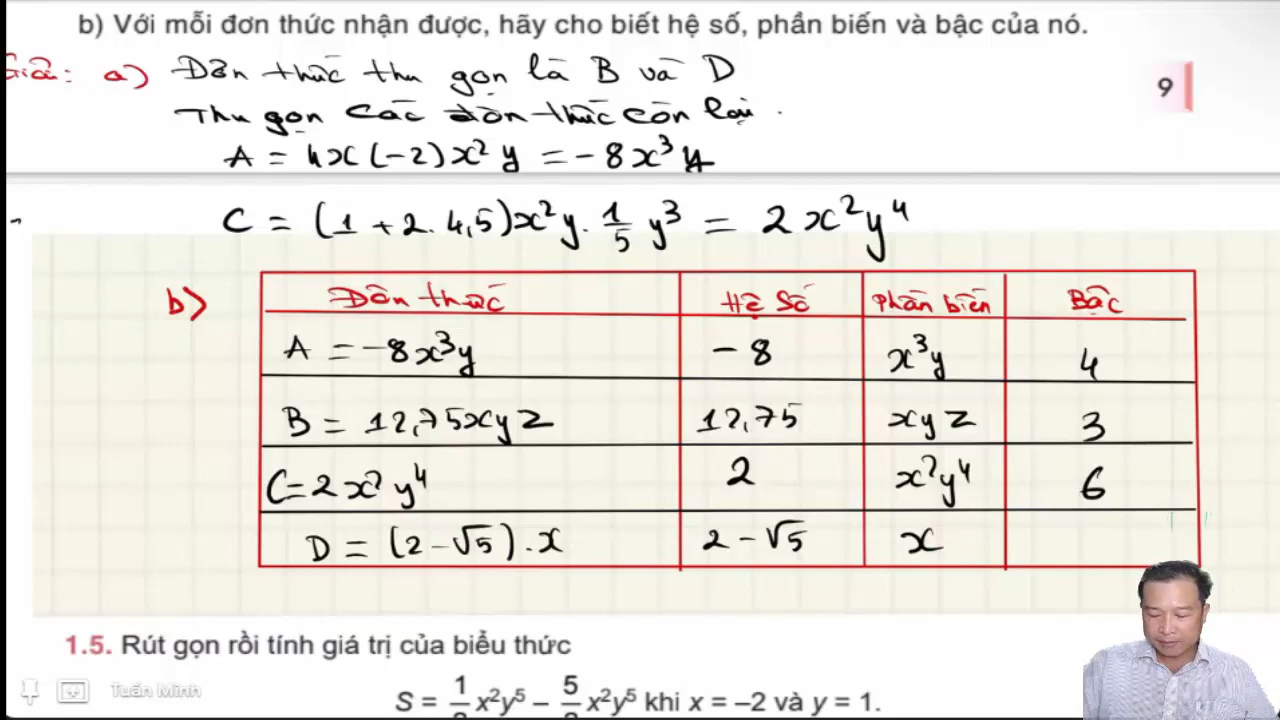 b) Với mỗi đơn thức nhận được, hãy cho biết hệ số, phần biến và bậc của nó.
Giải: a) Đơn thức thu gọn là B và D
9
Thu gọn các đơn thức còn lại.
A = 4x(-2)x²y = -8x³y
C = (1 + 2.4,5)x²y.1/5 y³ = 2x²y⁴
b)
Đơn thức Hệ Số Phần biến Bậc
A = -8x³y -8 x³y 4
B = 12,75xyz 12,75 xyz 3
C=2x²y⁴ 2 x²y⁴ 6
D = (2-√5).x 2-√5 x
1.5. Rút gọn rồi tính giá trị của biểu thức
Tuấn Minh
S = x²y⁵ – x²y⁵ khi x = –2 và y = 1.